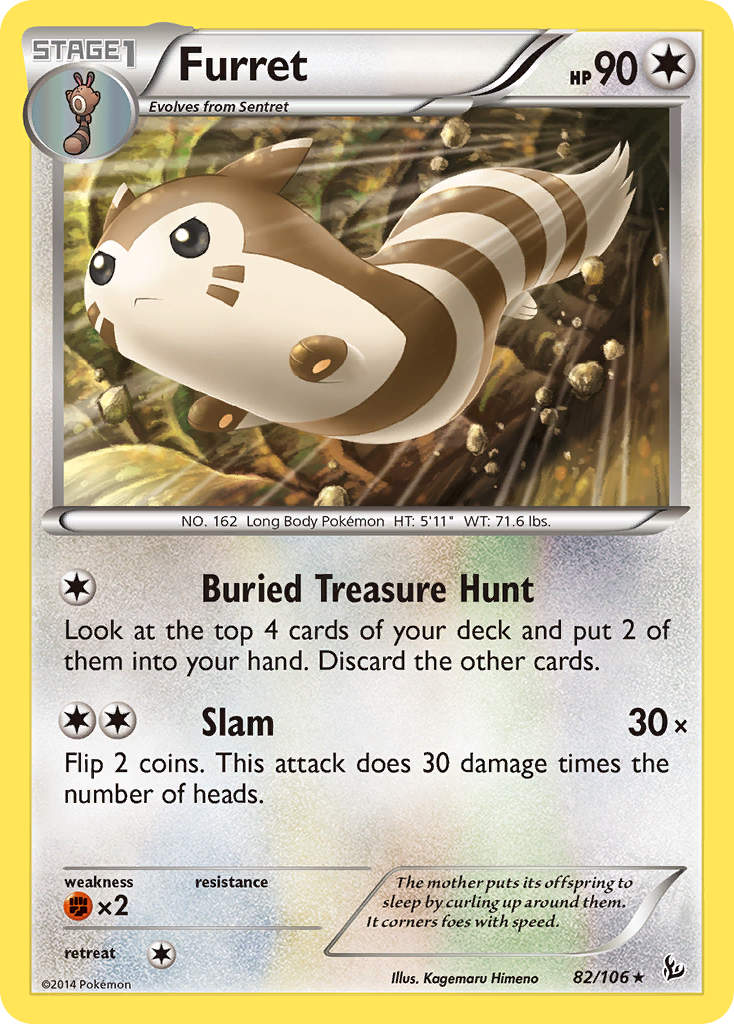 STAGE1
Furret
HP90
Evolves from Sentret
NO. 162 Long Body Pokémon HT: 5'11" WT: 71.6 lbs.
Buried Treasure Hunt
Look at the top 4 cards of your deck and put 2 of
them into your hand. Discard the other cards.
Slam 30×
Flip 2 coins. This attack does 30 damage times the
number of heads.
weakness resistance
×2
retreat
The mother puts its offspring to
sleep by curling up around them.
It corners foes with speed.
©2014 Pokémon
Illus. Kagemaru Himeno 82/106★